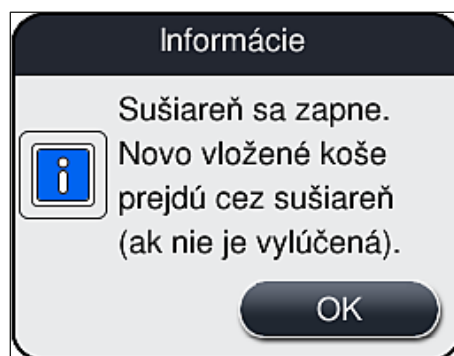 Informácie
Sušiareň sa zapne.
Novo vložené koše
prejdú cez sušiareň
(ak nie je vylúčená).
OK